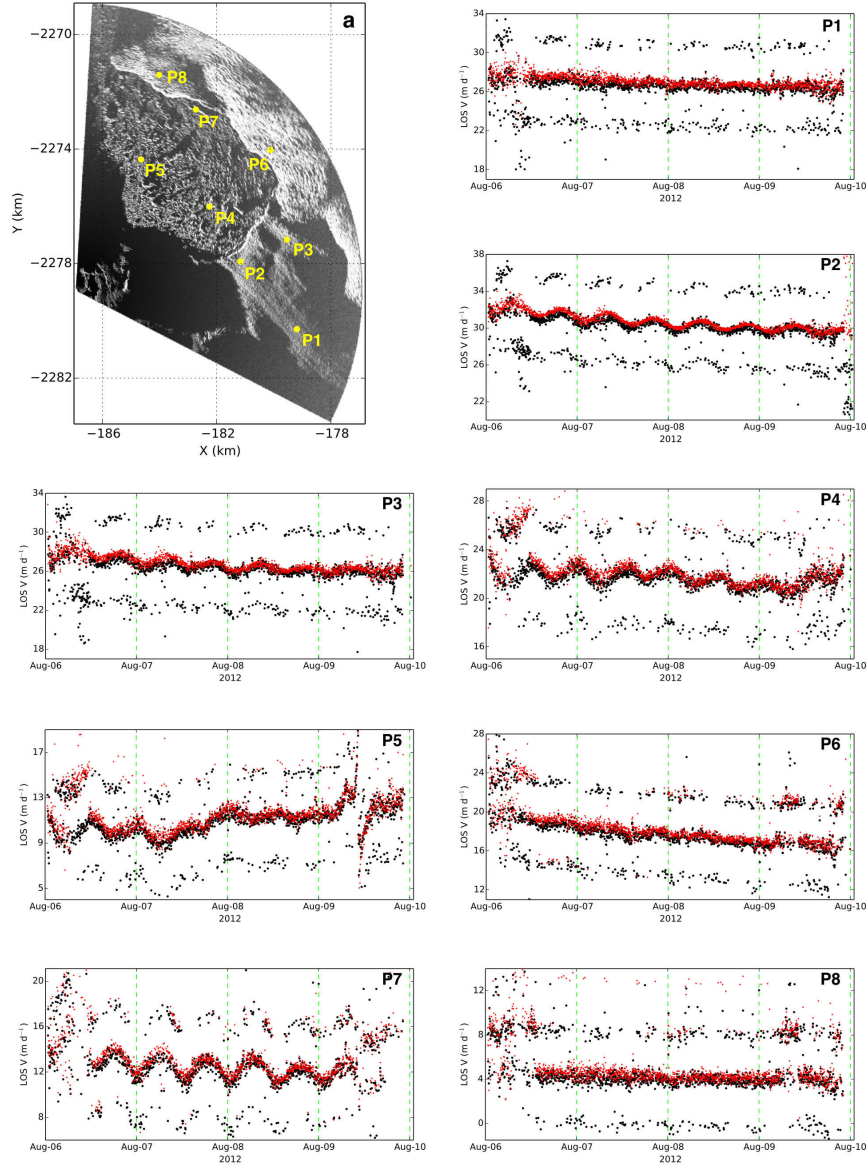 a
−2270
−2274
−2278
−2282
Y (km)
−186
−182
−178
X (km)
P8
P7
P6
P5
P4
P3
P2
P1
P1
34
30
26
22
18
LOS V (m d⁻¹)
Aug-06
Aug-07
Aug-08
Aug-09
Aug-10
2012
P2
38
34
30
26
22
LOS V (m d⁻¹)
Aug-06
Aug-07
Aug-08
Aug-09
Aug-10
2012
P3
34
30
26
22
18
LOS V (m d⁻¹)
Aug-06
Aug-07
Aug-08
Aug-09
Aug-10
2012
P4
28
24
20
16
LOS V (m d⁻¹)
Aug-06
Aug-07
Aug-08
Aug-09
Aug-10
2012
P5
17
13
9
5
LOS V (m d⁻¹)
Aug-06
Aug-07
Aug-08
Aug-09
Aug-10
2012
P6
28
24
20
16
12
LOS V (m d⁻¹)
Aug-06
Aug-07
Aug-08
Aug-09
Aug-10
2012
P7
20
16
12
8
LOS V (m d⁻¹)
Aug-06
Aug-07
Aug-08
Aug-09
Aug-10
2012
P8
12
8
4
0
LOS V (m d⁻¹)
Aug-06
Aug-07
Aug-08
Aug-09
Aug-10
2012